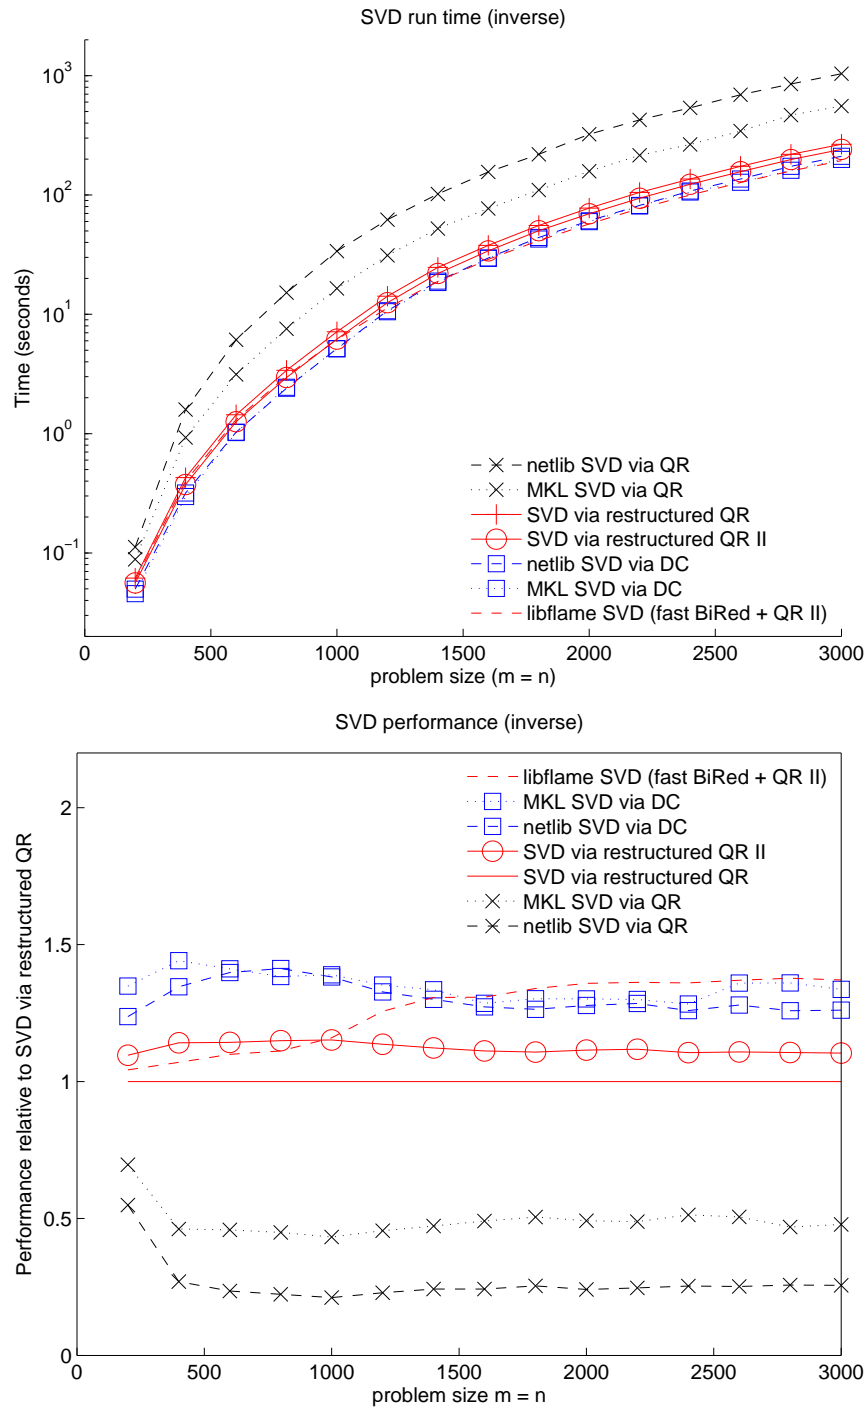 SVD run time (inverse)
10^3
10^2
10^1
10^0
10^-1
Time (seconds)
netlib SVD via QR
MKL SVD via QR
SVD via restructured QR
SVD via restructured QR II
netlib SVD via DC
MKL SVD via DC
libflame SVD (fast BiRed + QR II)
0 500 1000 1500 2000 2500 3000
problem size (m = n)
SVD performance (inverse)
libflame SVD (fast BiRed + QR II)
MKL SVD via DC
netlib SVD via DC
SVD via restructured QR II
SVD via restructured QR
MKL SVD via QR
netlib SVD via QR
2
1.5
1
0.5
0
Performance relative to SVD via restructured QR
0 500 1000 1500 2000 2500 3000
problem size m = n